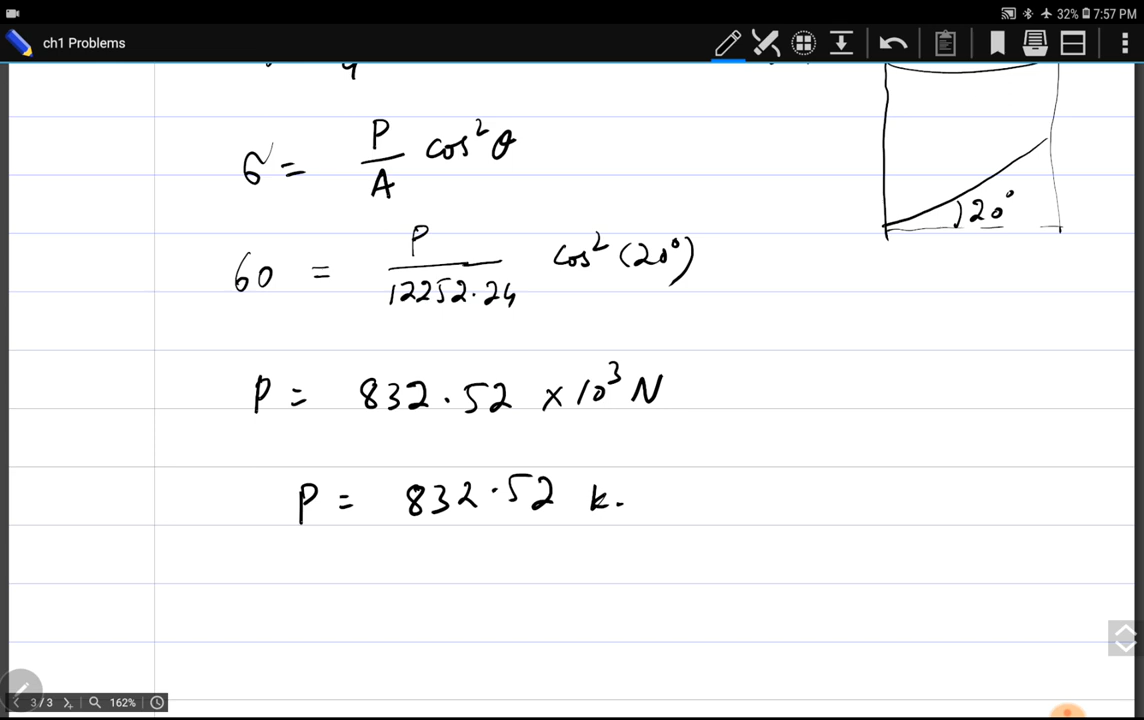 32% 7:57 PM
ch1 Problems
σ = P/A cos²θ
20°
60 = P/12252.24 cos²(20°)
P = 832.52 × 10³ N
P = 832.52 k.
3/3 162%